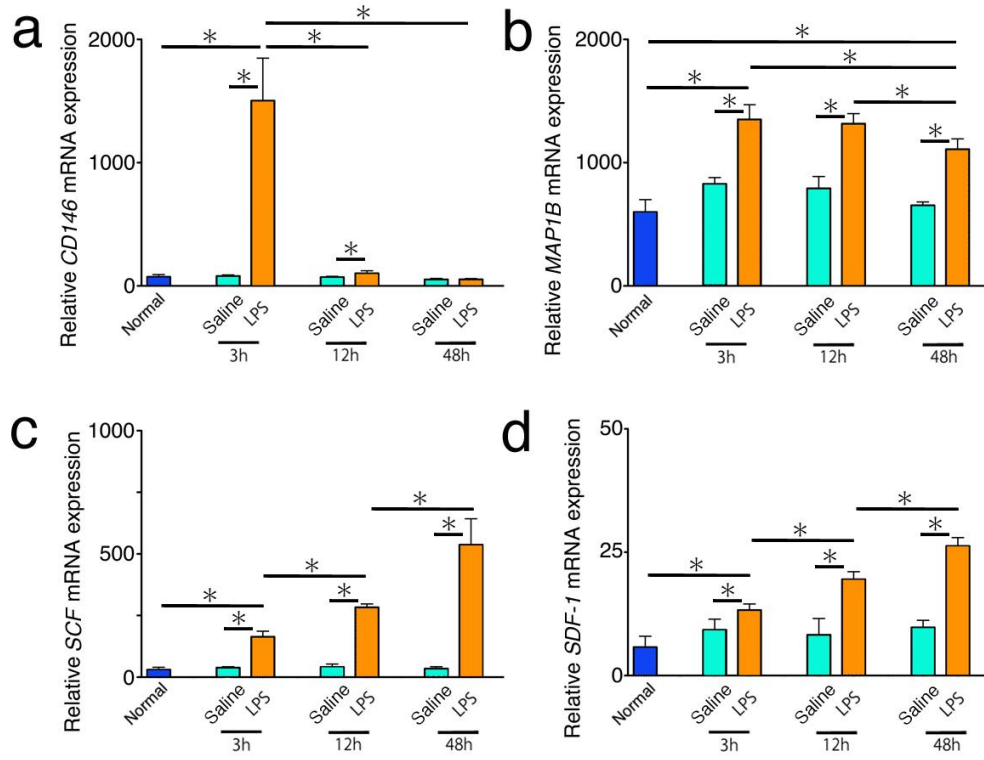 a
Relative CD146 mRNA expression
2000
1000
0
* * *
*
*
Normal Saline LPS Saline LPS Saline LPS
3h 12h 48h
b
Relative MAP1B mRNA expression
2000
1000
0
*
*
* *
* * *
Normal Saline LPS Saline LPS Saline LPS
3h 12h 48h
c
Relative SCF mRNA expression
1000
500
0
*
* *
* *
*
Normal Saline LPS Saline LPS Saline LPS
3h 12h 48h
d
Relative SDF-1 mRNA expression
50
25
0
*
* *
* *
*
Normal Saline LPS Saline LPS Saline LPS
3h 12h 48h